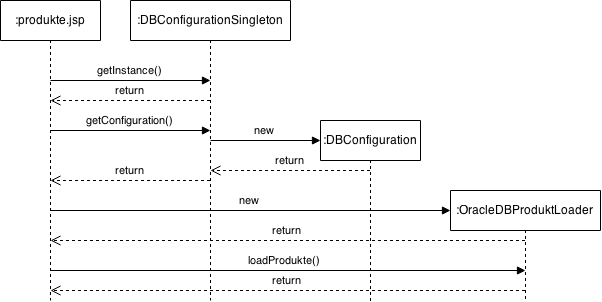 :produkte.jsp
:DBConfigurationSingleton
getInstance()
return
getConfiguration()
new
:DBConfiguration
return
return
new
:OracleDBProduktLoader
return
loadProdukte()
return